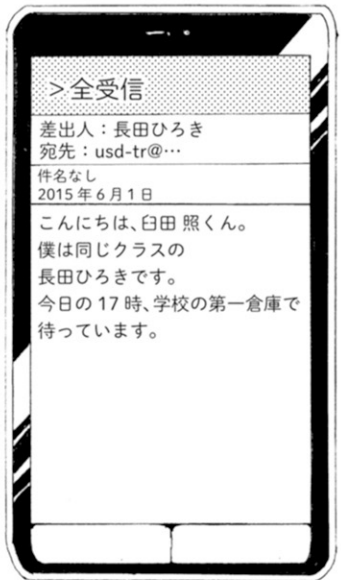 >全受信
差出人：長田ひろき
宛先：usd-tr@…
件名なし
2015年6月1日
こんにちは、臼田 照くん。
僕は同じクラスの
長田ひろきです。
今日の17時、学校の第一倉庫で
待っています。